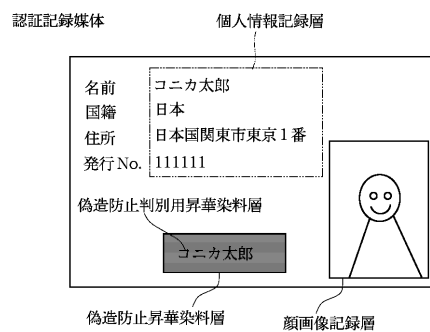 認証記録媒体
個人情報記録層
名前 コニカ太郎
国籍 日本
住所 日本国関東市東京1番
発行No. 111111
偽造防止判別用昇華染料層
コニカ太郎
偽造防止昇華染料層
顔画像記録層